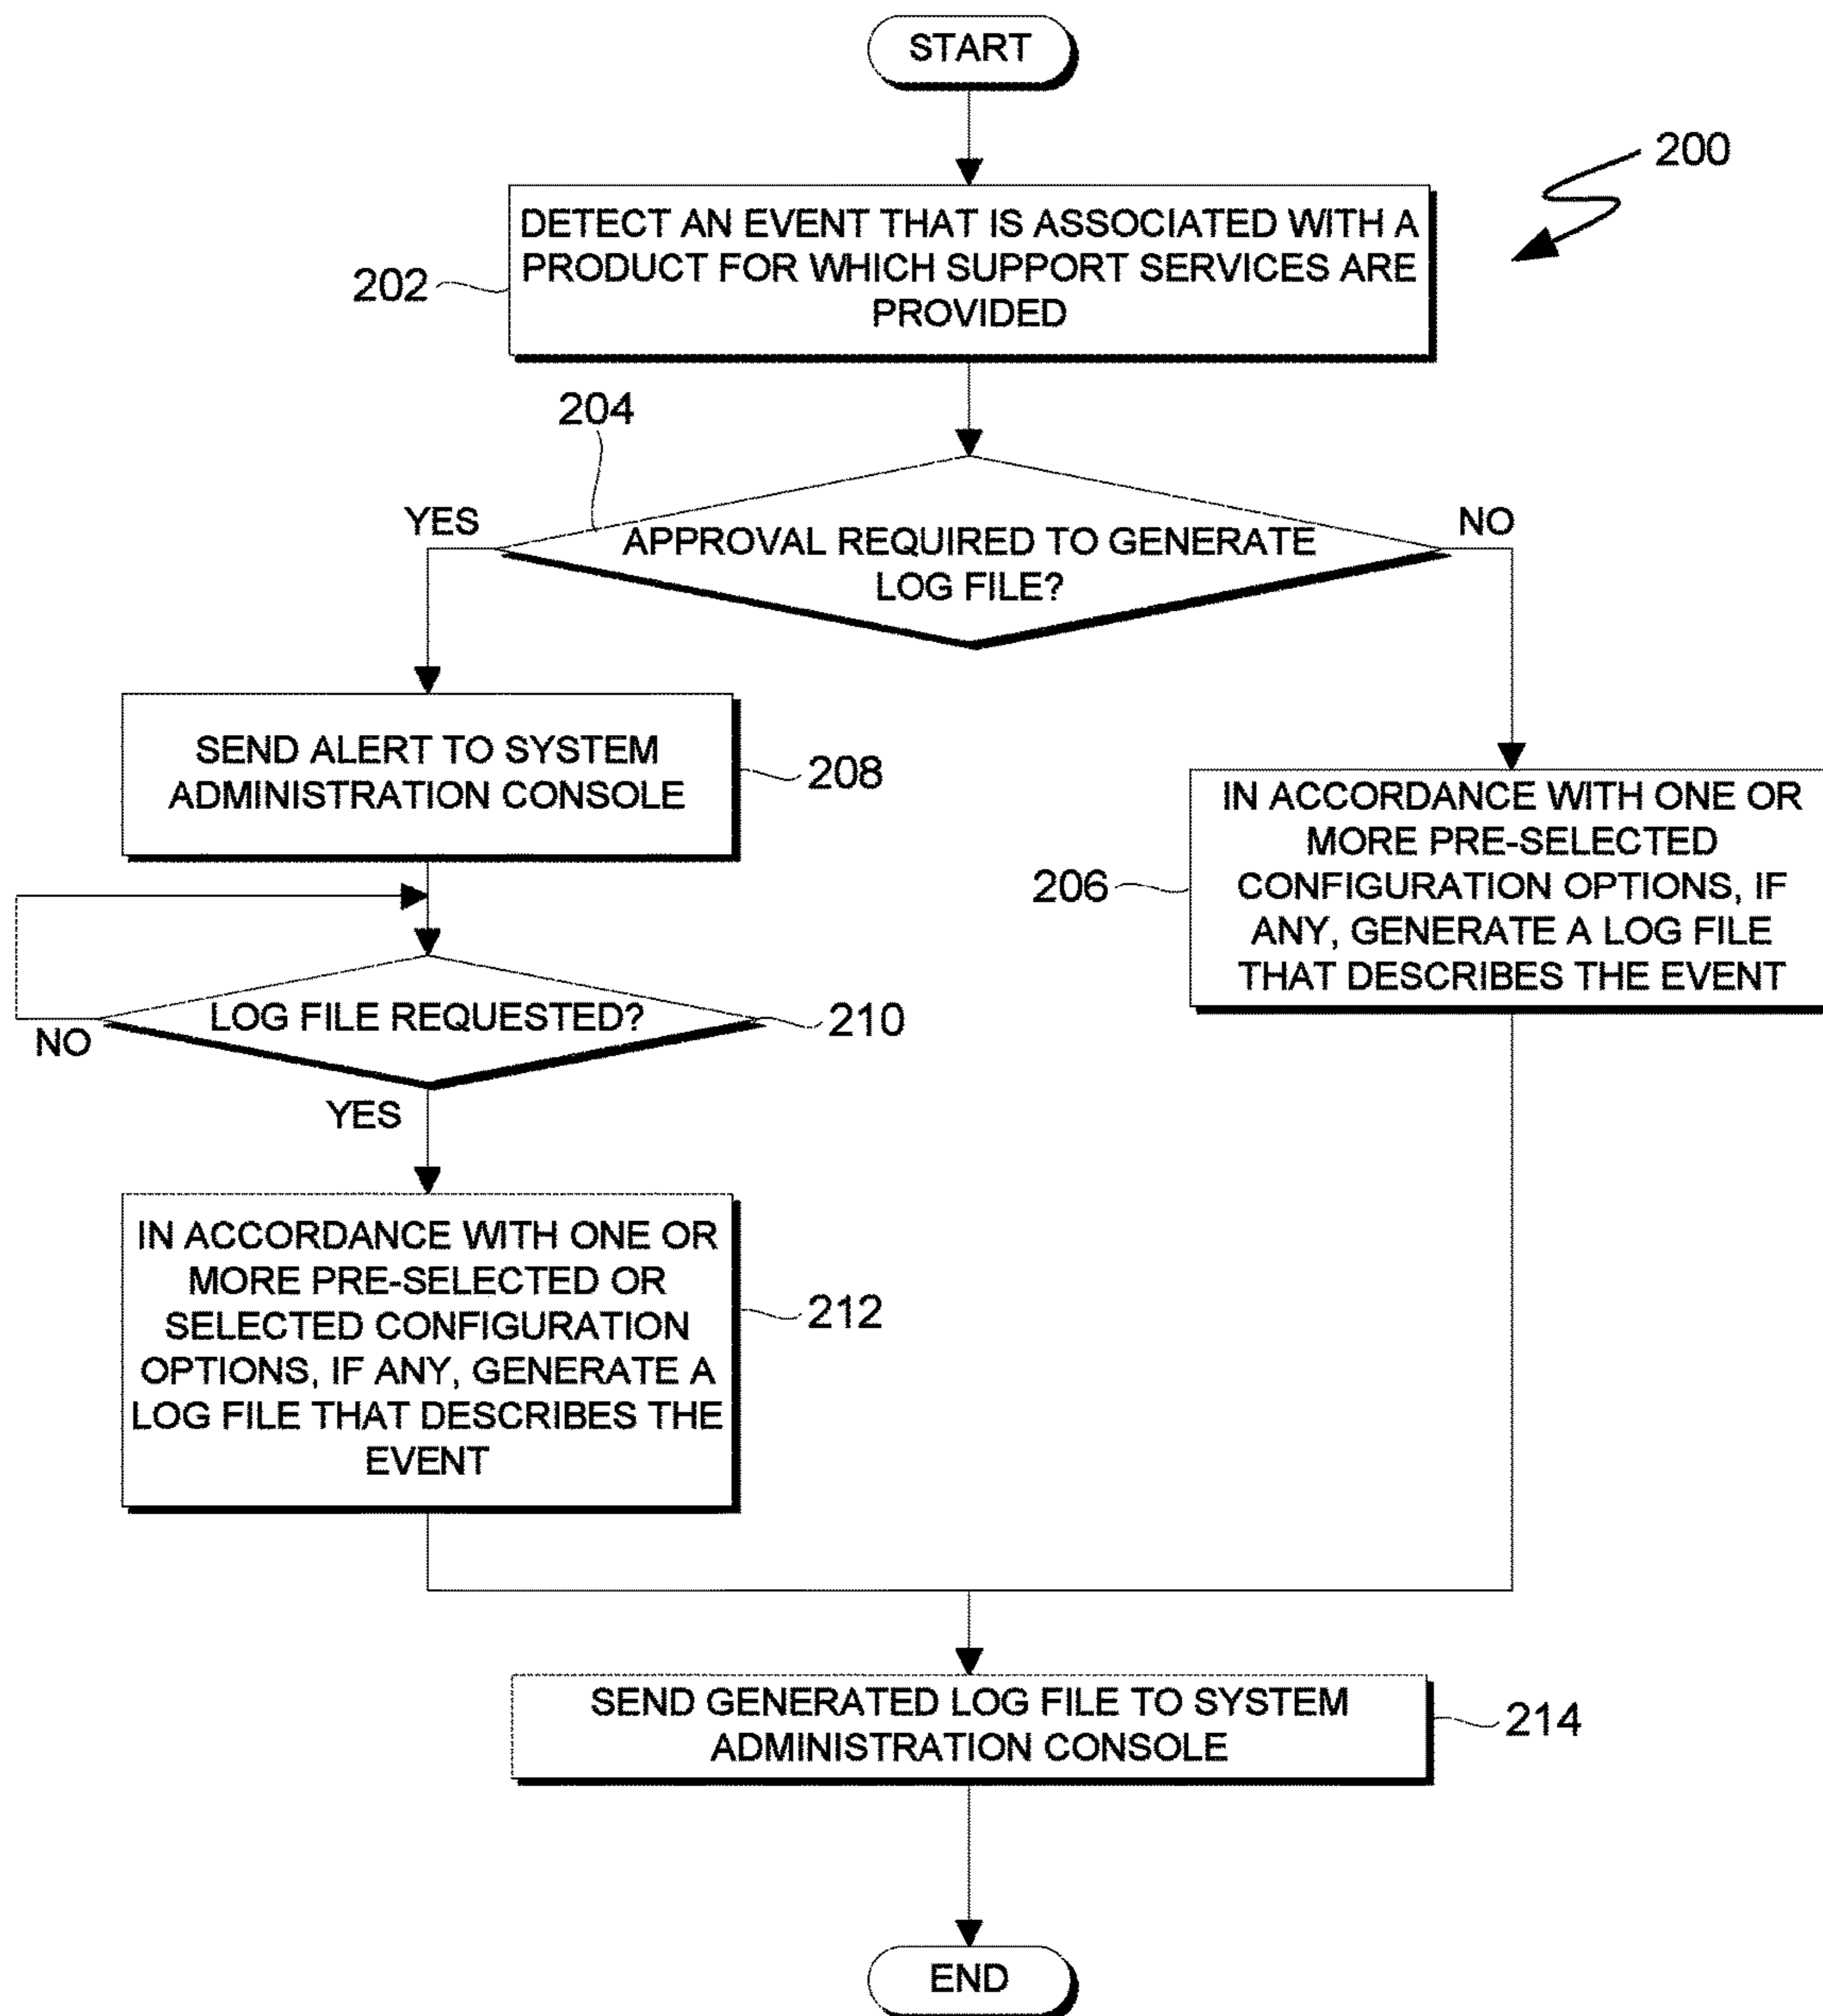 START
200
DETECT AN EVENT THAT IS ASSOCIATED WITH A
PRODUCT FOR WHICH SUPPORT SERVICES ARE
PROVIDED
202
204
YES
NO
APPROVAL REQUIRED TO GENERATE
LOG FILE?
SEND ALERT TO SYSTEM
ADMINISTRATION CONSOLE
208
IN ACCORDANCE WITH ONE OR
MORE PRE-SELECTED
CONFIGURATION OPTIONS, IF
ANY, GENERATE A LOG FILE
THAT DESCRIBES THE EVENT
206
LOG FILE REQUESTED?
210
NO
YES
IN ACCORDANCE WITH ONE OR
MORE PRE-SELECTED OR
SELECTED CONFIGURATION
OPTIONS, IF ANY, GENERATE A
LOG FILE THAT DESCRIBES THE
EVENT
212
SEND GENERATED LOG FILE TO SYSTEM
ADMINISTRATION CONSOLE
214
END